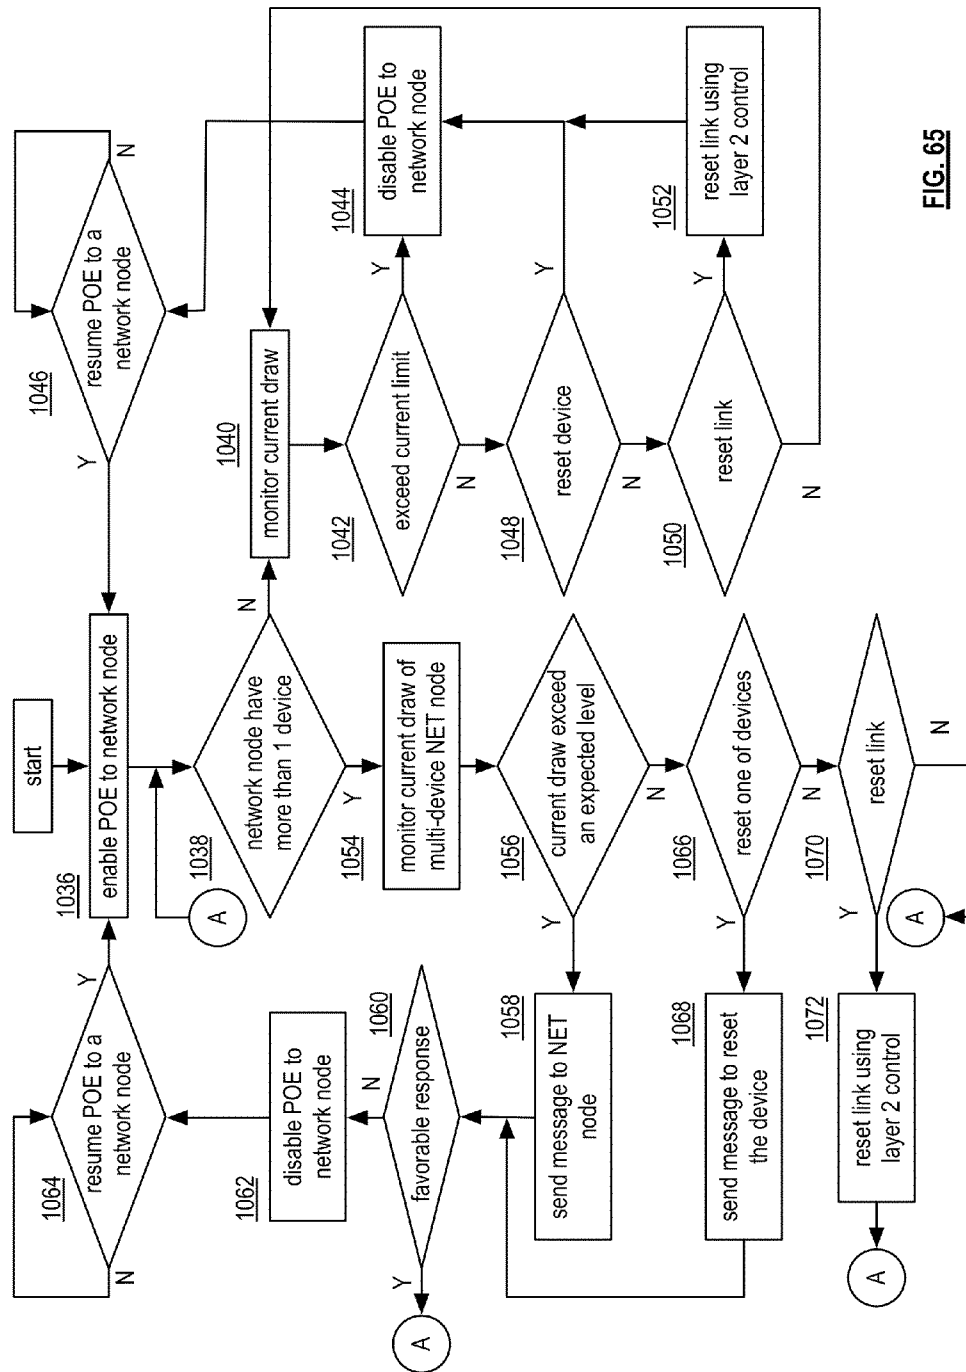 start
1036
enable POE to network node
1038
network node have
more than 1 device
N
Y
A
1040
monitor current draw
1042
exceed current limit
Y
N
1044
disable POE to
network node
1046
resume POE to a
network node
Y
N
1048
reset device
Y
N
1050
reset link
Y
N
1052
reset link using
layer 2 control
1054
monitor current draw of
multi-device NET node
1056
current draw exceed
an expected level
Y
N
1058
send message to NET
node
1060
favorable response
N
Y
A
1062
disable POE to
network node
1064
resume POE to a
network node
Y
N
1066
reset one of devices
Y
N
1068
send message to reset
the device
1070
reset link
Y
N
A
1072
reset link using
layer 2 control
A
FIG. 65